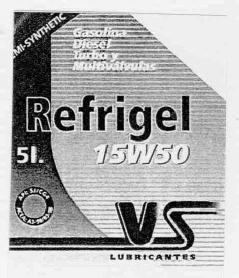 MI-SYNTHETIC
Gasolina
Diesel
Turbo y
Multiválvulas
Refrigel
5l.
15W50
VS
LUBRICANTES